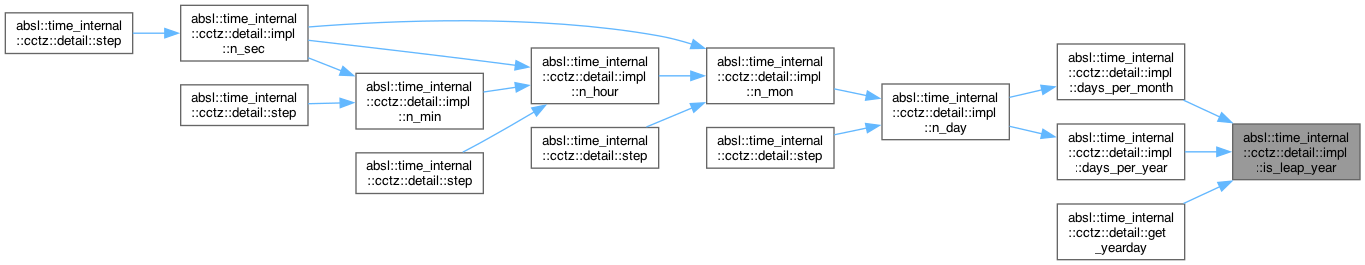 absl::time_internal
::cctz::detail::step
absl::time_internal
::cctz::detail::impl
::n_sec
absl::time_internal
::cctz::detail::step
absl::time_internal
::cctz::detail::impl
::n_min
absl::time_internal
::cctz::detail::step
absl::time_internal
::cctz::detail::impl
::n_hour
absl::time_internal
::cctz::detail::step
absl::time_internal
::cctz::detail::impl
::n_mon
absl::time_internal
::cctz::detail::step
absl::time_internal
::cctz::detail::impl
::n_day
absl::time_internal
::cctz::detail::impl
::days_per_month
absl::time_internal
::cctz::detail::impl
::days_per_year
absl::time_internal
::cctz::detail::get
_yearday
absl::time_internal
::cctz::detail::impl
::is_leap_year